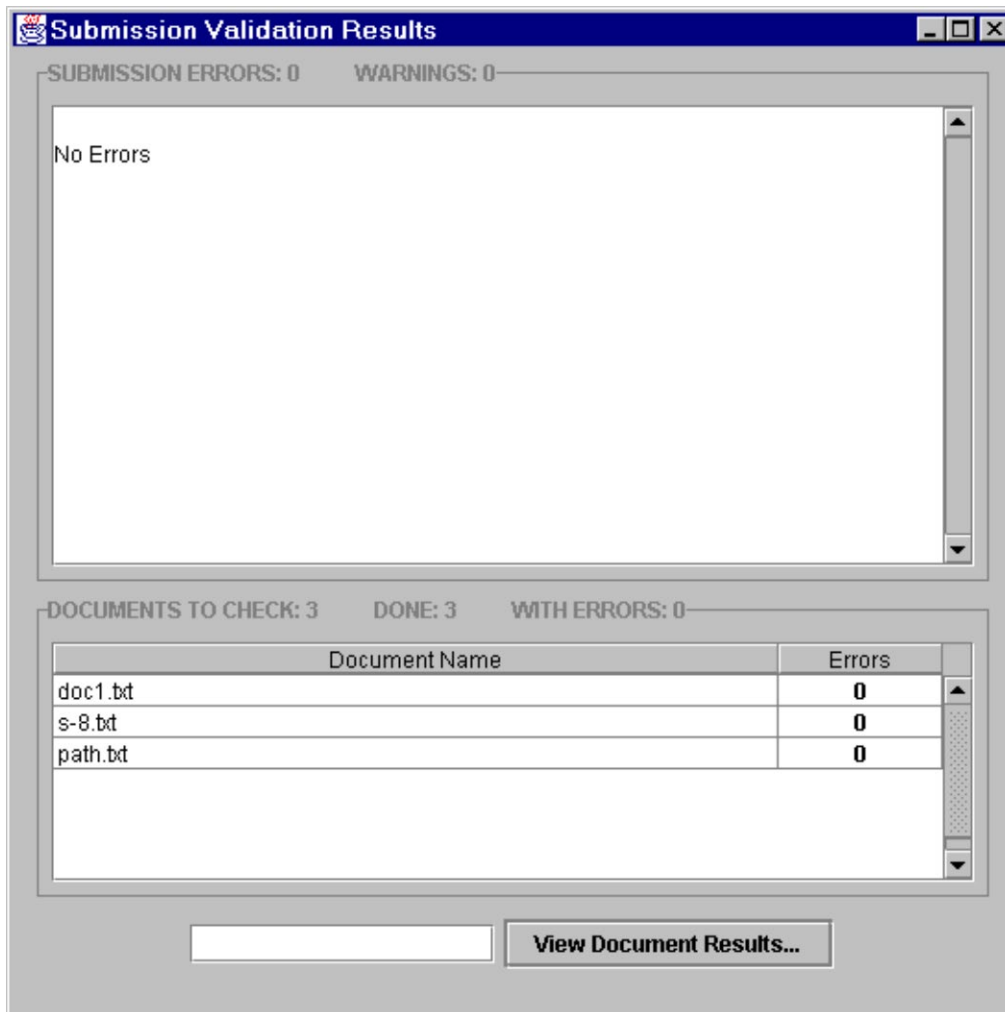 Submission Validation Results
SUBMISSION ERRORS: 0 WARNINGS: 0
No Errors
DOCUMENTS TO CHECK: 3 DONE: 3 WITH ERRORS: 0
Document Name Errors
doc1.txt 0
s-8.txt 0
path.txt 0
View Document Results...